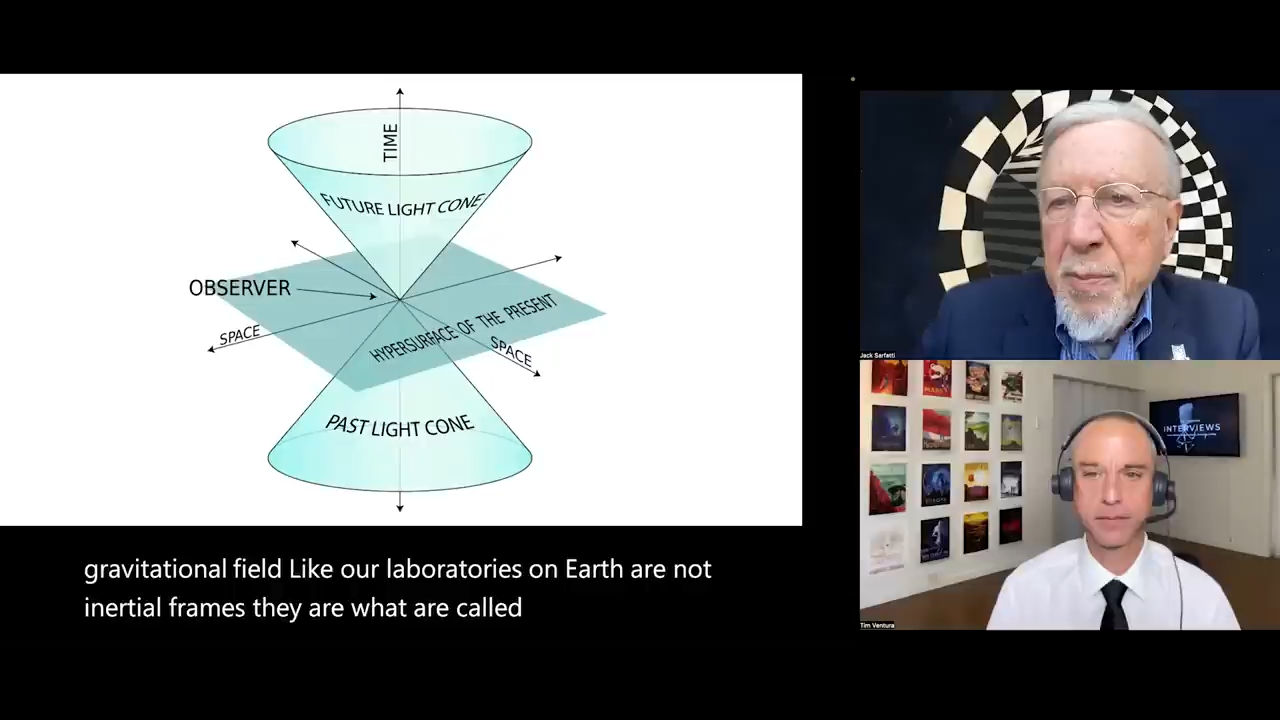 TIME
FUTURE LIGHT CONE
OBSERVER
SPACE
HYPERSURFACE OF THE PRESENT
SPACE
PAST LIGHT CONE
gravitational field Like our laboratories on Earth are not
inertial frames they are what are called
Jack Sarfatti
INTERVIEWS
Tim Ventura